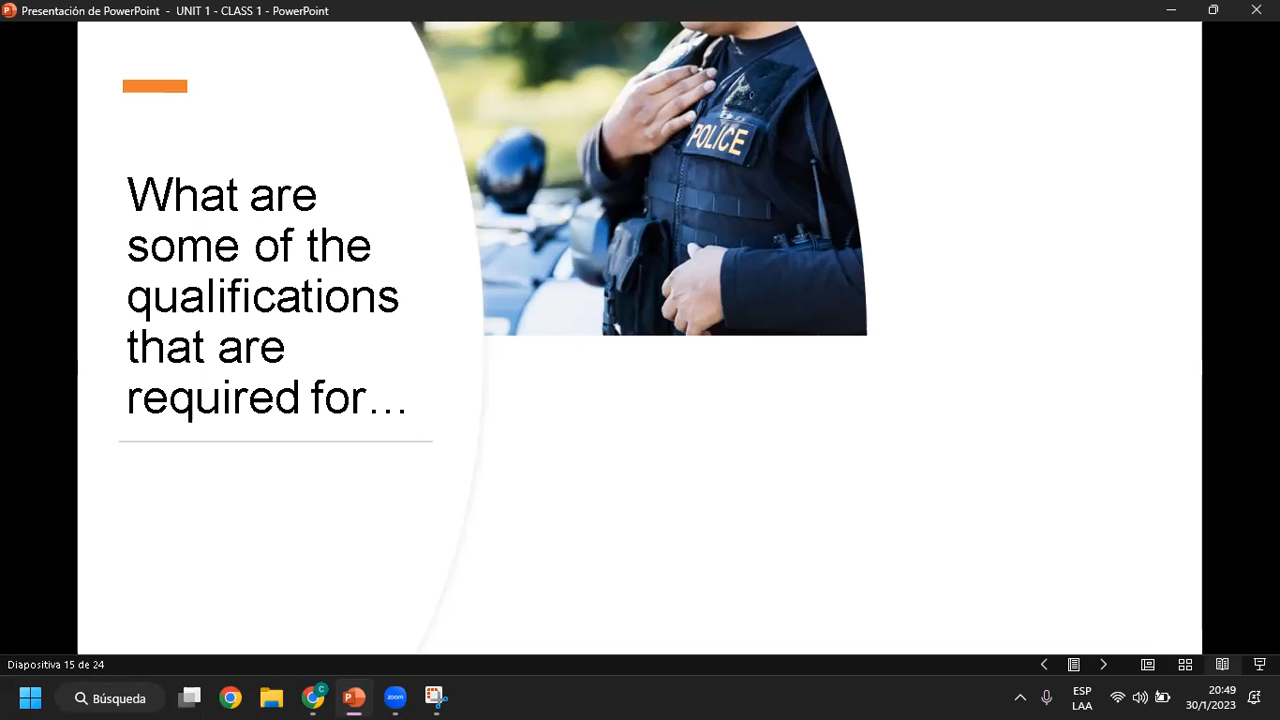 Presentación de PowerPoint - UNIT 1 - CLASS 1 - PowerPoint
POLICE
What are
some of the
qualifications
that are
required for…
Diapositiva 15 de 24
Búsqueda
zoom
ESP
LAA
20:49
30/1/2023